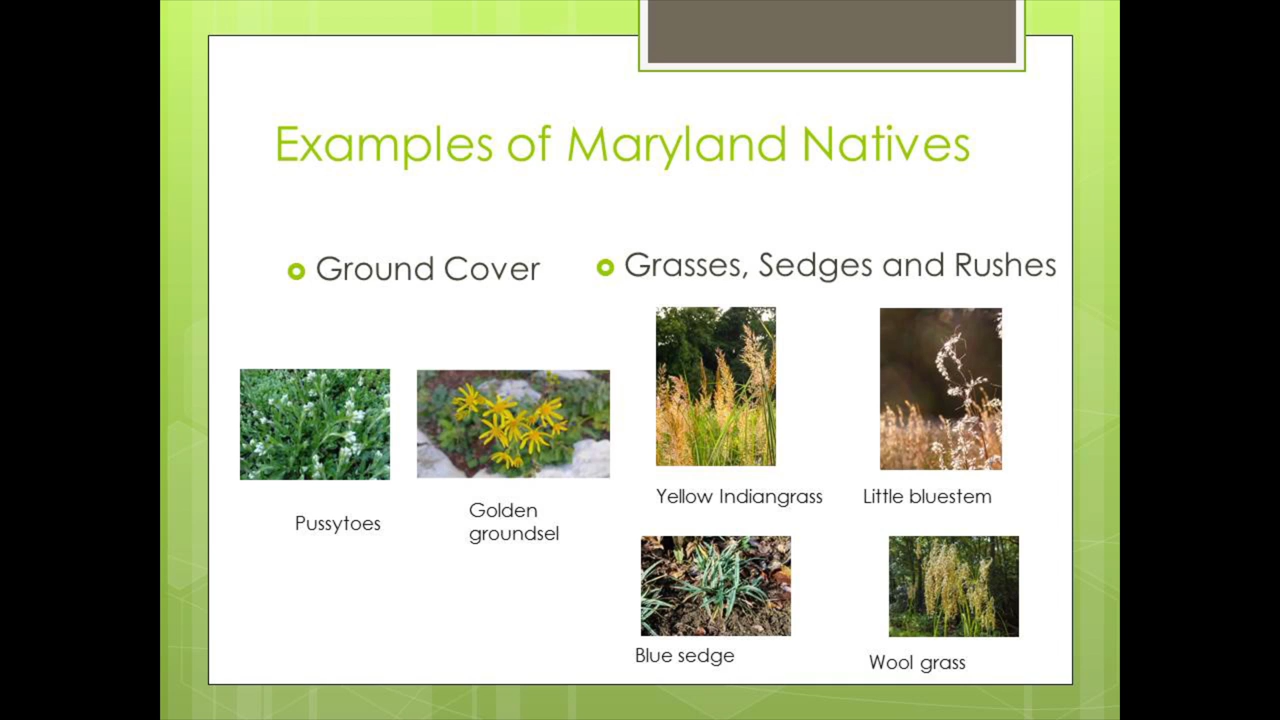 Examples of Maryland Natives
Ground Cover
Pussytoes
Golden
groundsel
Grasses, Sedges and Rushes
Yellow Indiangrass
Little bluestem
Blue sedge
Wool grass